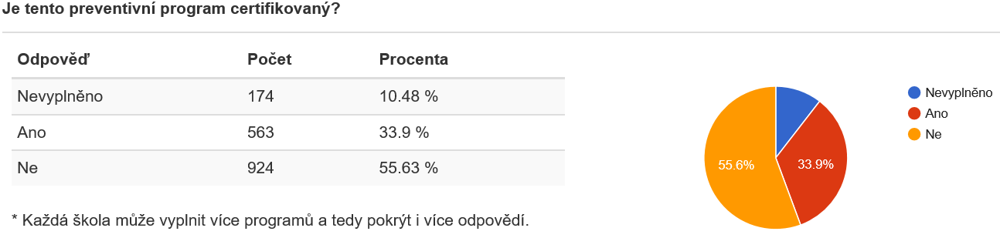 Je tento preventivní program certifikovaný?
Odpověď Počet Procenta
Nevyplněno 174 10.48 %
Ano 563 33.9 %
Ne 924 55.63 %
* Každá škola může vyplnit více programů a tedy pokrýt i více odpovědí.
55.6%
33.9%
Nevyplněno
Ano
Ne